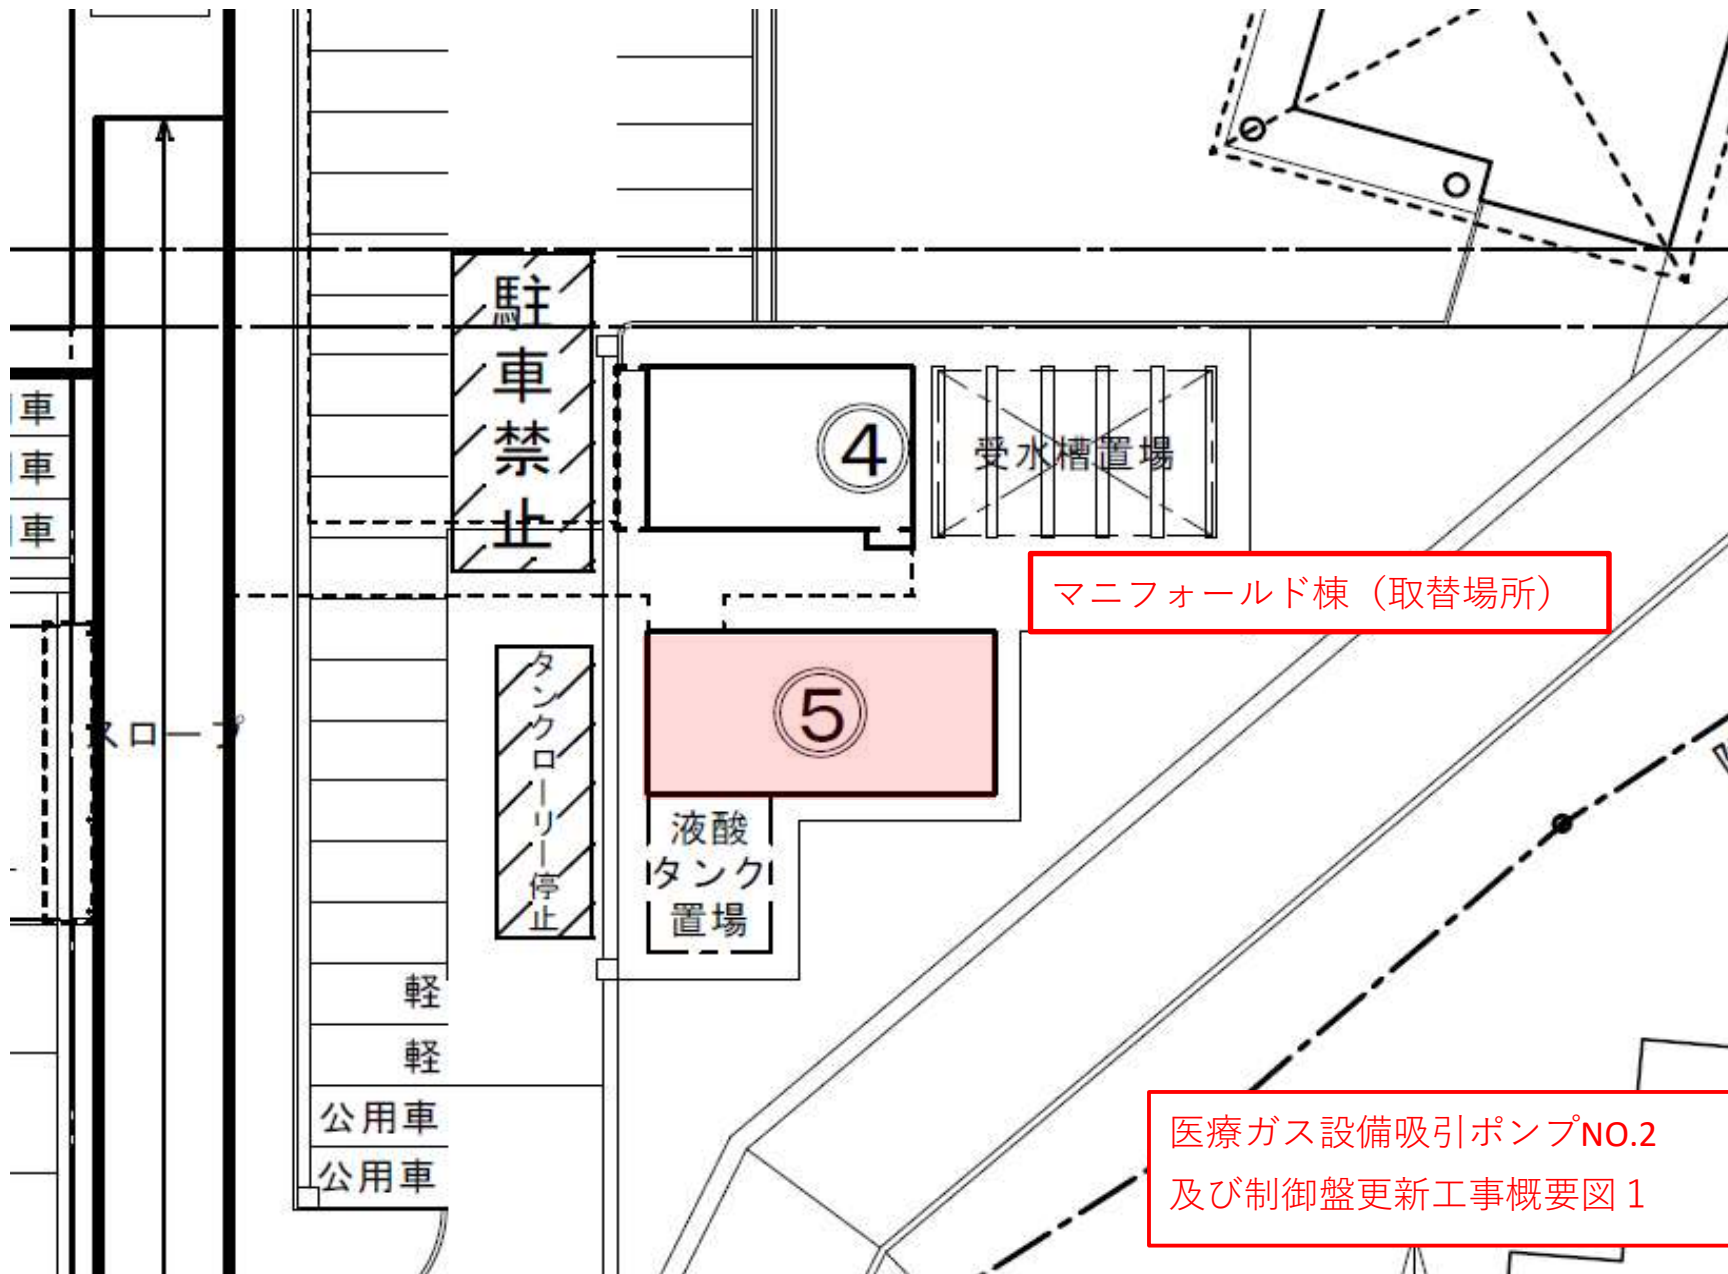 駐車禁止
④
受水槽置場
車
車
車
マニフォールド棟（取替場所）
タンクローリー停止
⑤
スロープ
液酸
タンク
置場
軽
軽
公用車
公用車
医療ガス設備吸引ポンプNO.2
及び制御盤更新工事概要図１